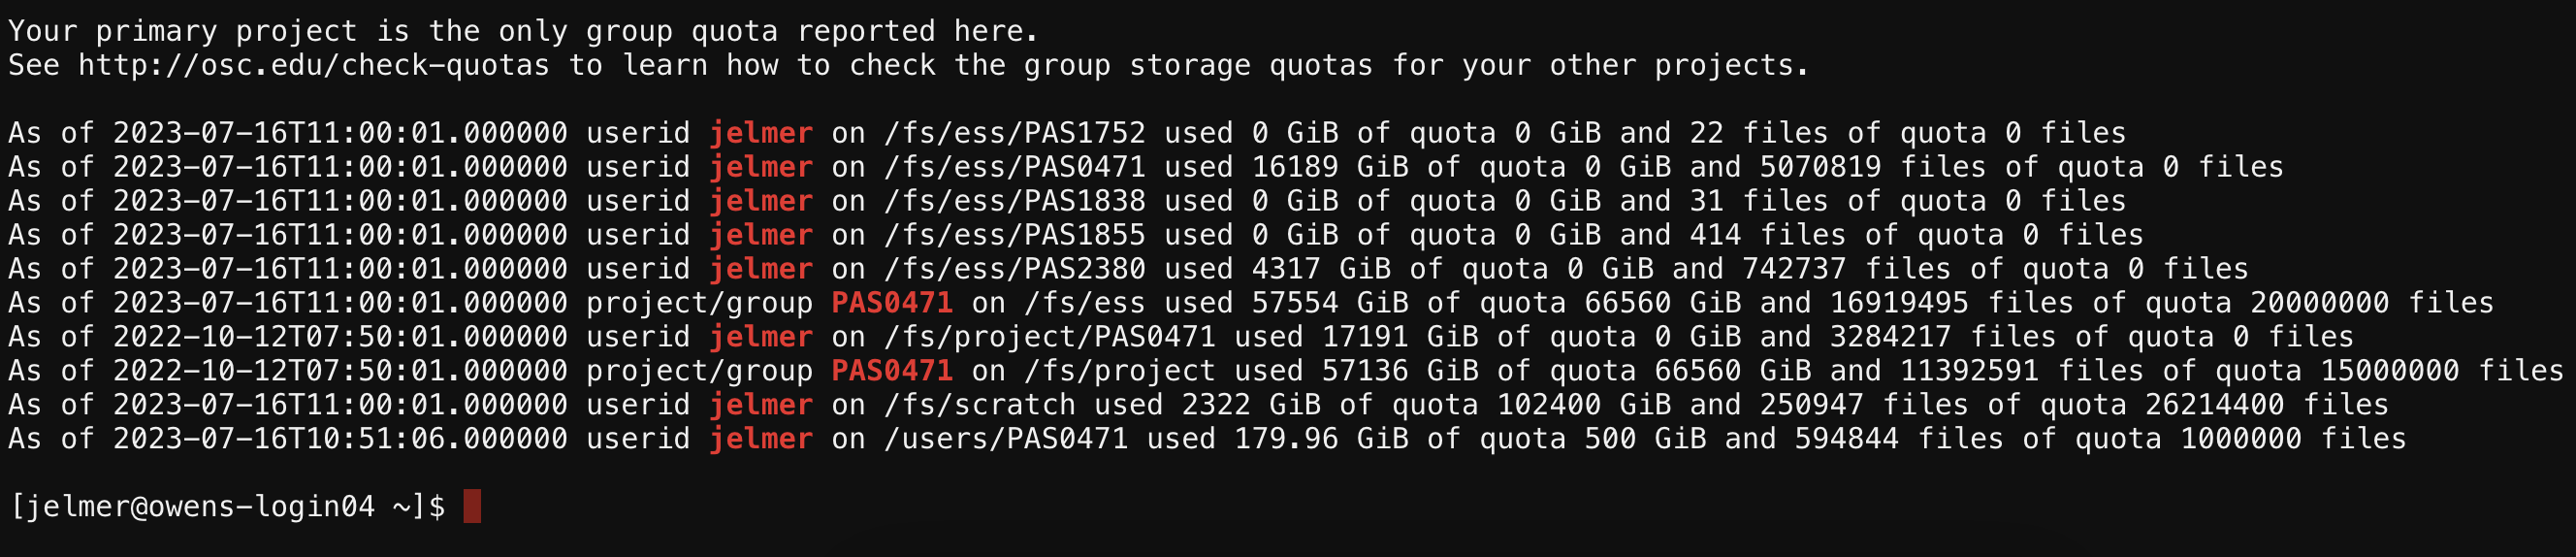 Your primary project is the only group quota reported here.
See http://osc.edu/check-quotas to learn how to check the group storage quotas for your other projects.
As of 2023-07-16T11:00:01.000000 userid jelmer on /fs/ess/PAS1752 used 0 GiB of quota 0 GiB and 22 files of quota 0 files
As of 2023-07-16T11:00:01.000000 userid jelmer on /fs/ess/PAS0471 used 16189 GiB of quota 0 GiB and 5070819 files of quota 0 files
As of 2023-07-16T11:00:01.000000 userid jelmer on /fs/ess/PAS1838 used 0 GiB of quota 0 GiB and 31 files of quota 0 files
As of 2023-07-16T11:00:01.000000 userid jelmer on /fs/ess/PAS1855 used 0 GiB of quota 0 GiB and 414 files of quota 0 files
As of 2023-07-16T11:00:01.000000 userid jelmer on /fs/ess/PAS2380 used 4317 GiB of quota 0 GiB and 742737 files of quota 0 files
As of 2023-07-16T11:00:01.000000 project/group PAS0471 on /fs/ess used 57554 GiB of quota 66560 GiB and 16919495 files of quota 20000000 files
As of 2022-10-12T07:50:01.000000 userid jelmer on /fs/project/PAS0471 used 17191 GiB of quota 0 GiB and 3284217 files of quota 0 files
As of 2022-10-12T07:50:01.000000 project/group PAS0471 on /fs/project used 57136 GiB of quota 66560 GiB and 11392591 files of quota 15000000 files
As of 2023-07-16T11:00:01.000000 userid jelmer on /fs/scratch used 2322 GiB of quota 102400 GiB and 250947 files of quota 26214400 files
As of 2023-07-16T10:51:06.000000 userid jelmer on /users/PAS0471 used 179.96 GiB of quota 500 GiB and 594844 files of quota 1000000 files
[jelmer@owens-login04 ~]$